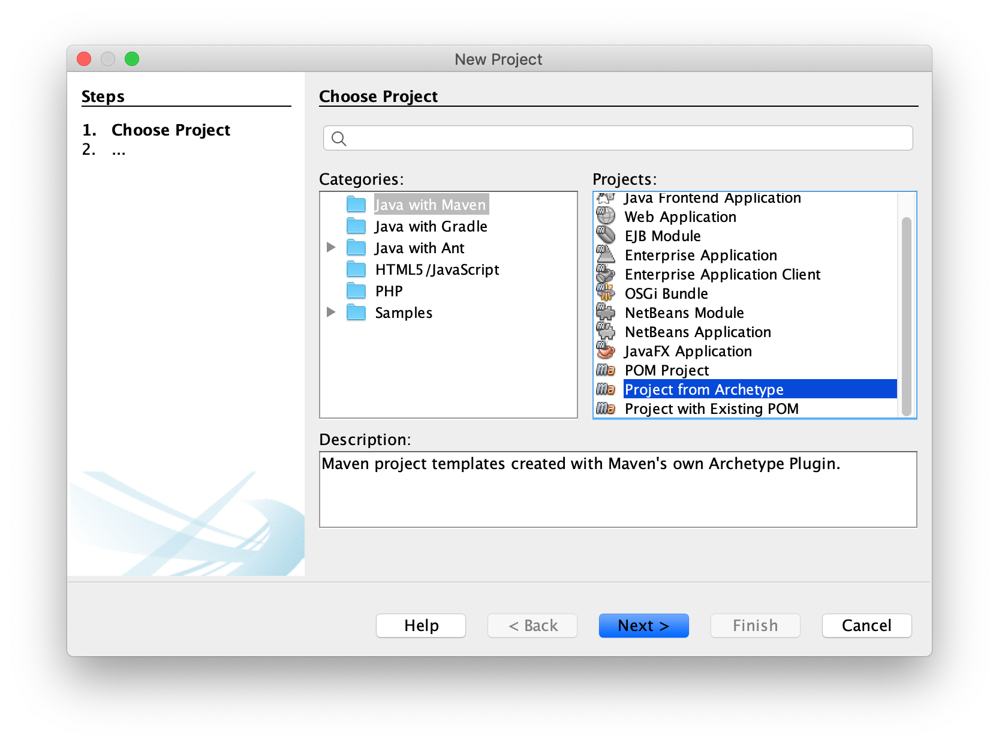 New Project
Steps
1. Choose Project
2. ...
Choose Project
Categories:
Java with Maven
Java with Gradle
Java with Ant
HTML5/JavaScript
PHP
Samples
Projects:
Java Frontend Application
Web Application
EJB Module
Enterprise Application
Enterprise Application Client
OSGi Bundle
NetBeans Module
NetBeans Application
JavaFX Application
POM Project
Project from Archetype
Project with Existing POM
Description:
Maven project templates created with Maven's own Archetype Plugin.
Help
< Back
Next >
Finish
Cancel